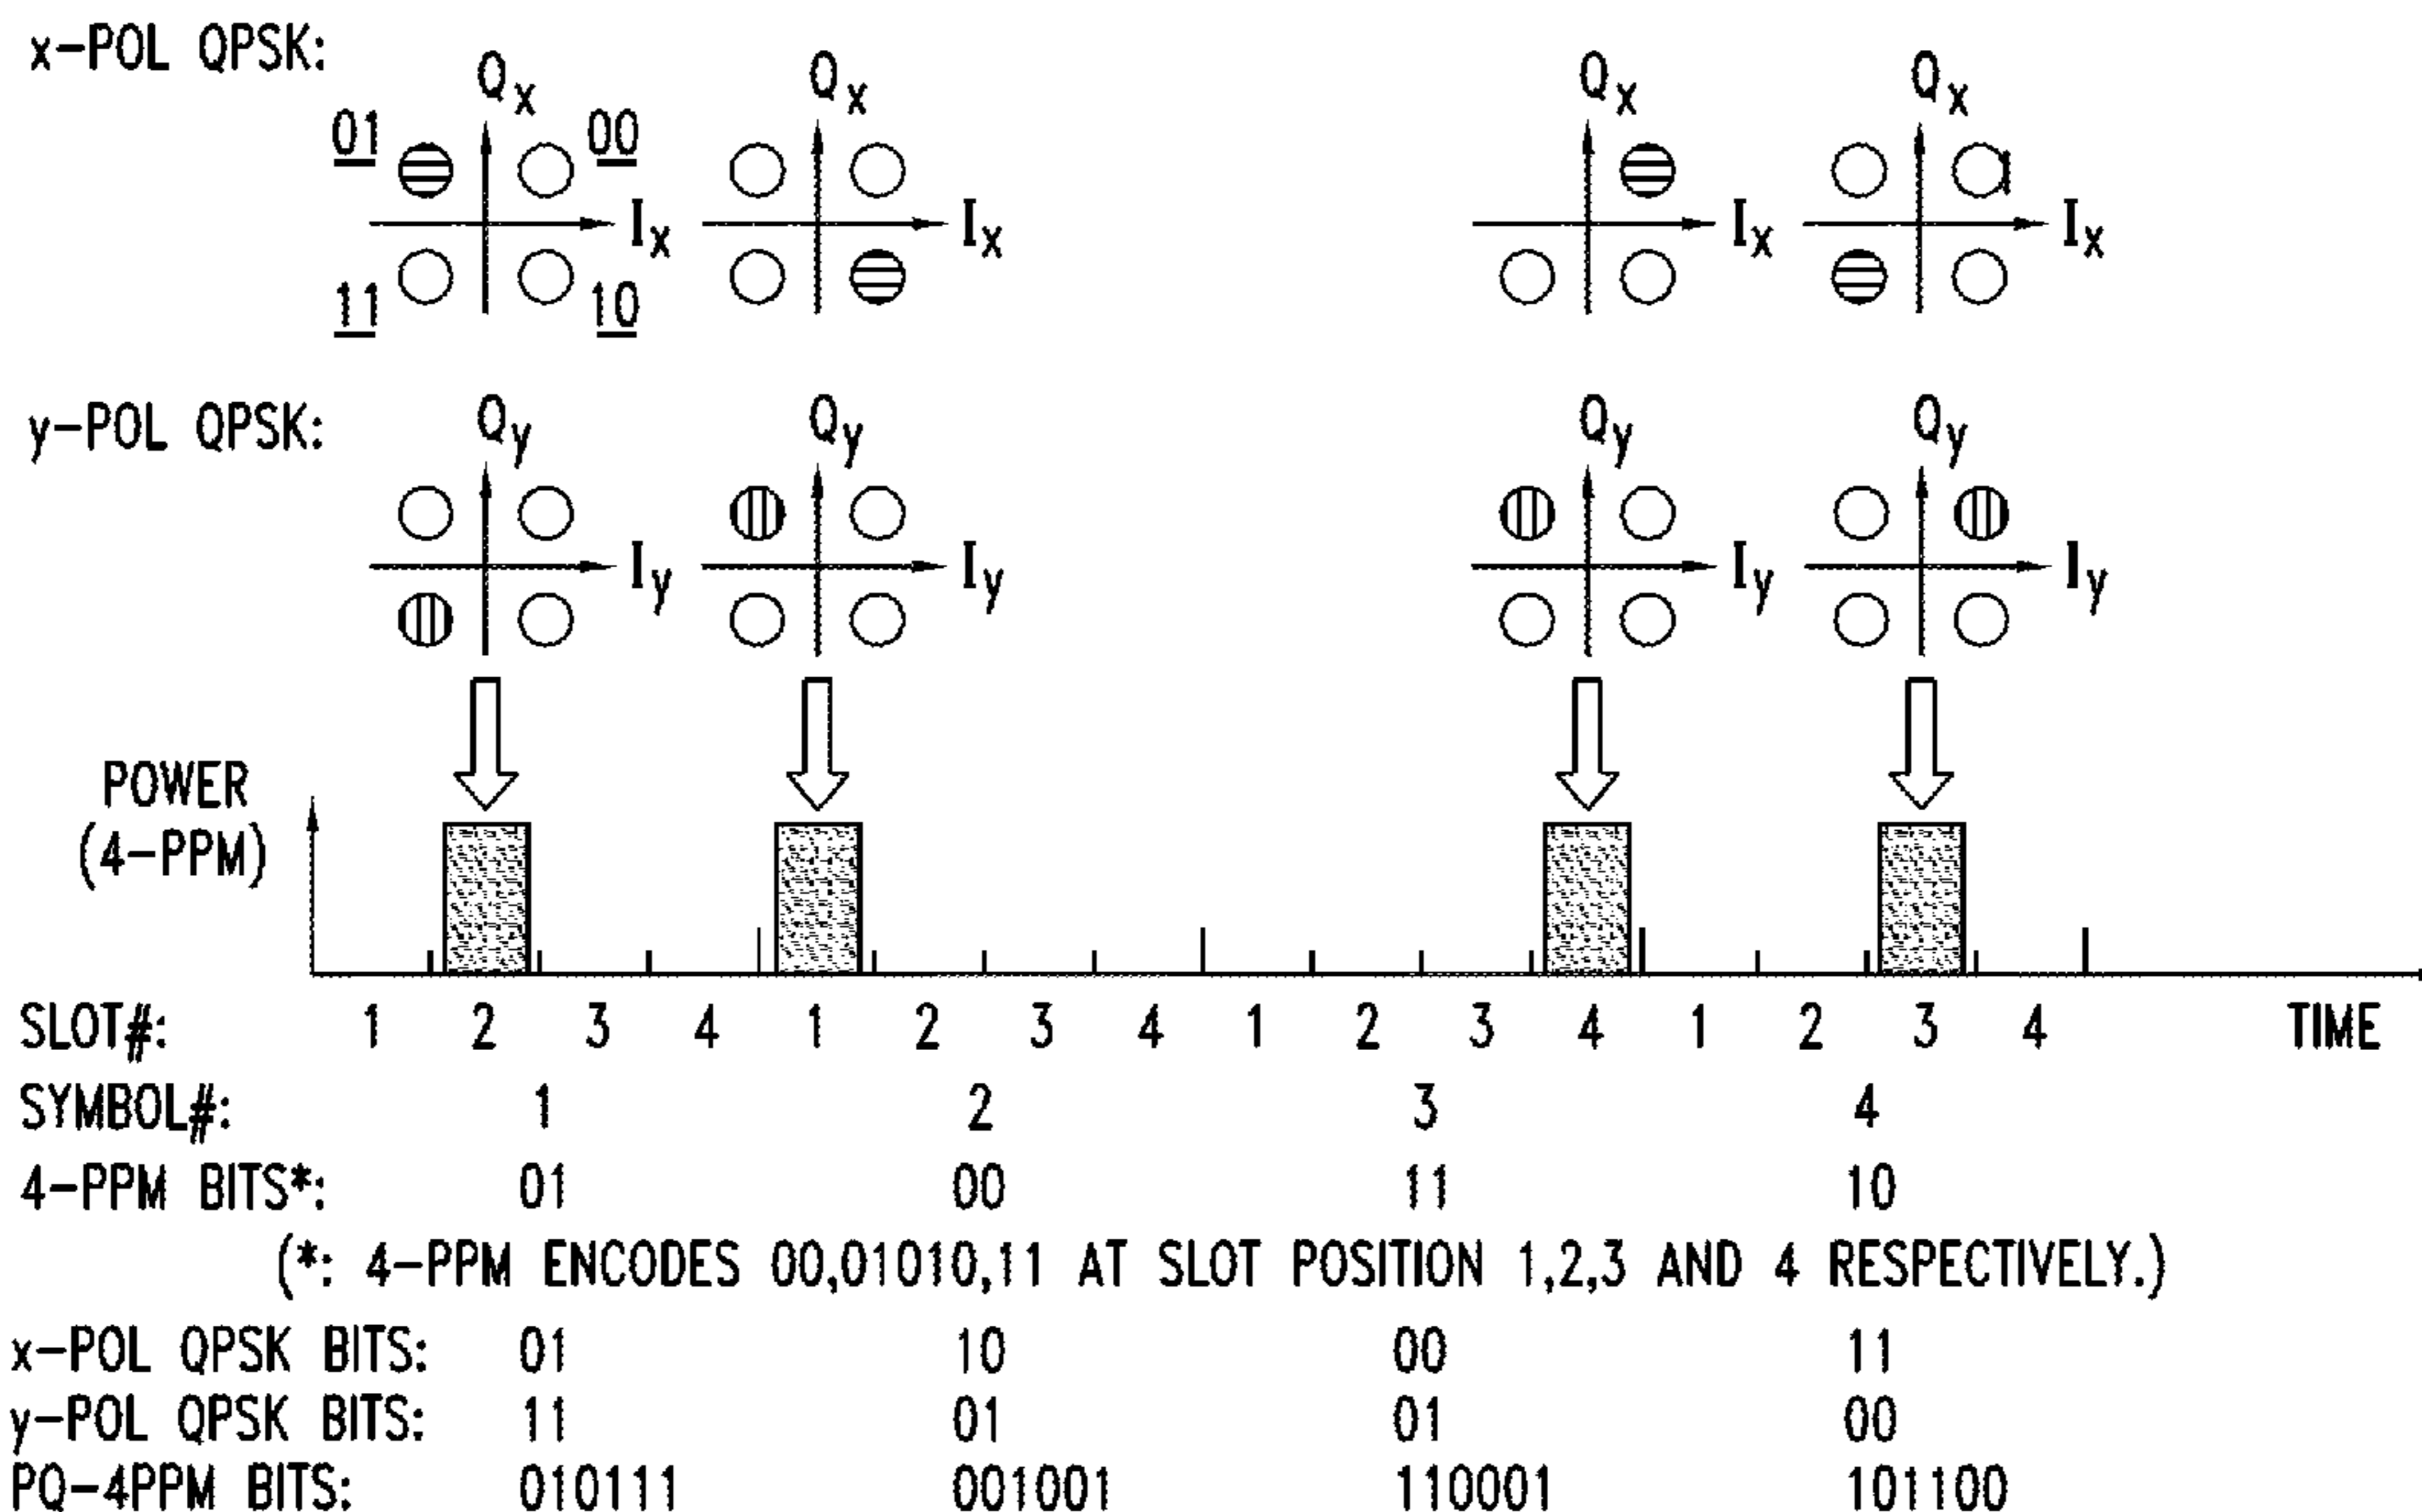 x-POL QPSK:
Qx Qx Qx Qx
01 00
Ix Ix Ix Ix
11 10
y-POL QPSK:
Qy Qy Qy Qy
Iy Iy Iy Iy
POWER
(4-PPM)
SLOT#: 1 2 3 4 1 2 3 4 1 2 3 4 1 2 3 4 TIME
SYMBOL#: 1 2 3 4
4-PPM BITS*: 01 00 11 10
(*: 4-PPM ENCODES 00,01010,11 AT SLOT POSITION 1,2,3 AND 4 RESPECTIVELY.)
x-POL QPSK BITS: 01 10 00 11
y-POL QPSK BITS: 11 01 01 00
PQ-4PPM BITS: 010111 001001 110001 101100